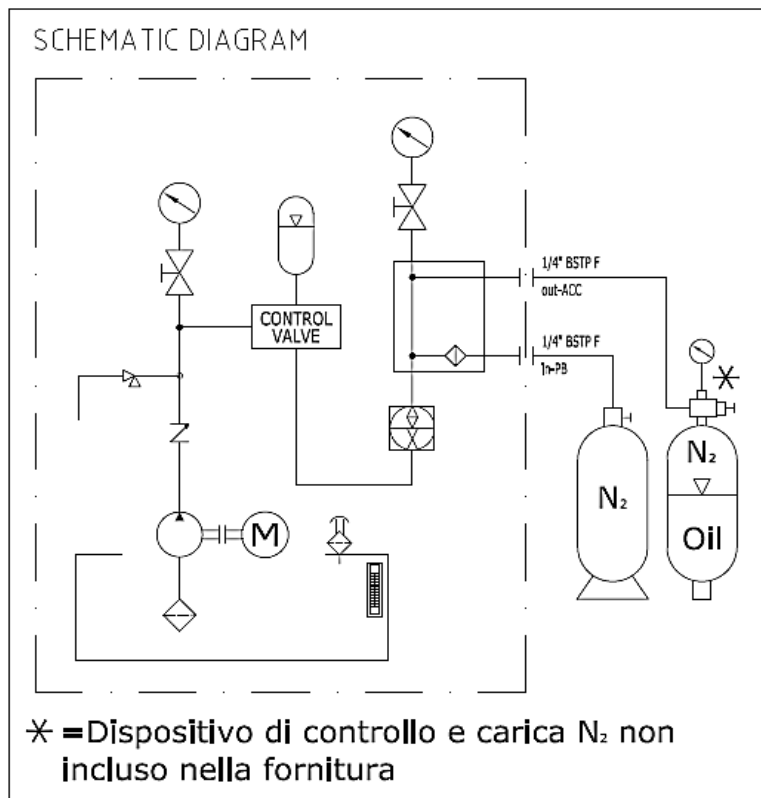 SCHEMATIC DIAGRAM
CONTROL
VALVE
1/4" BSTP F
out-ACC
1/4" BSTP F
In-PB
M
N₂
N₂
Oil
* =Dispositivo di controllo e carica N₂ non
incluso nella fornitura